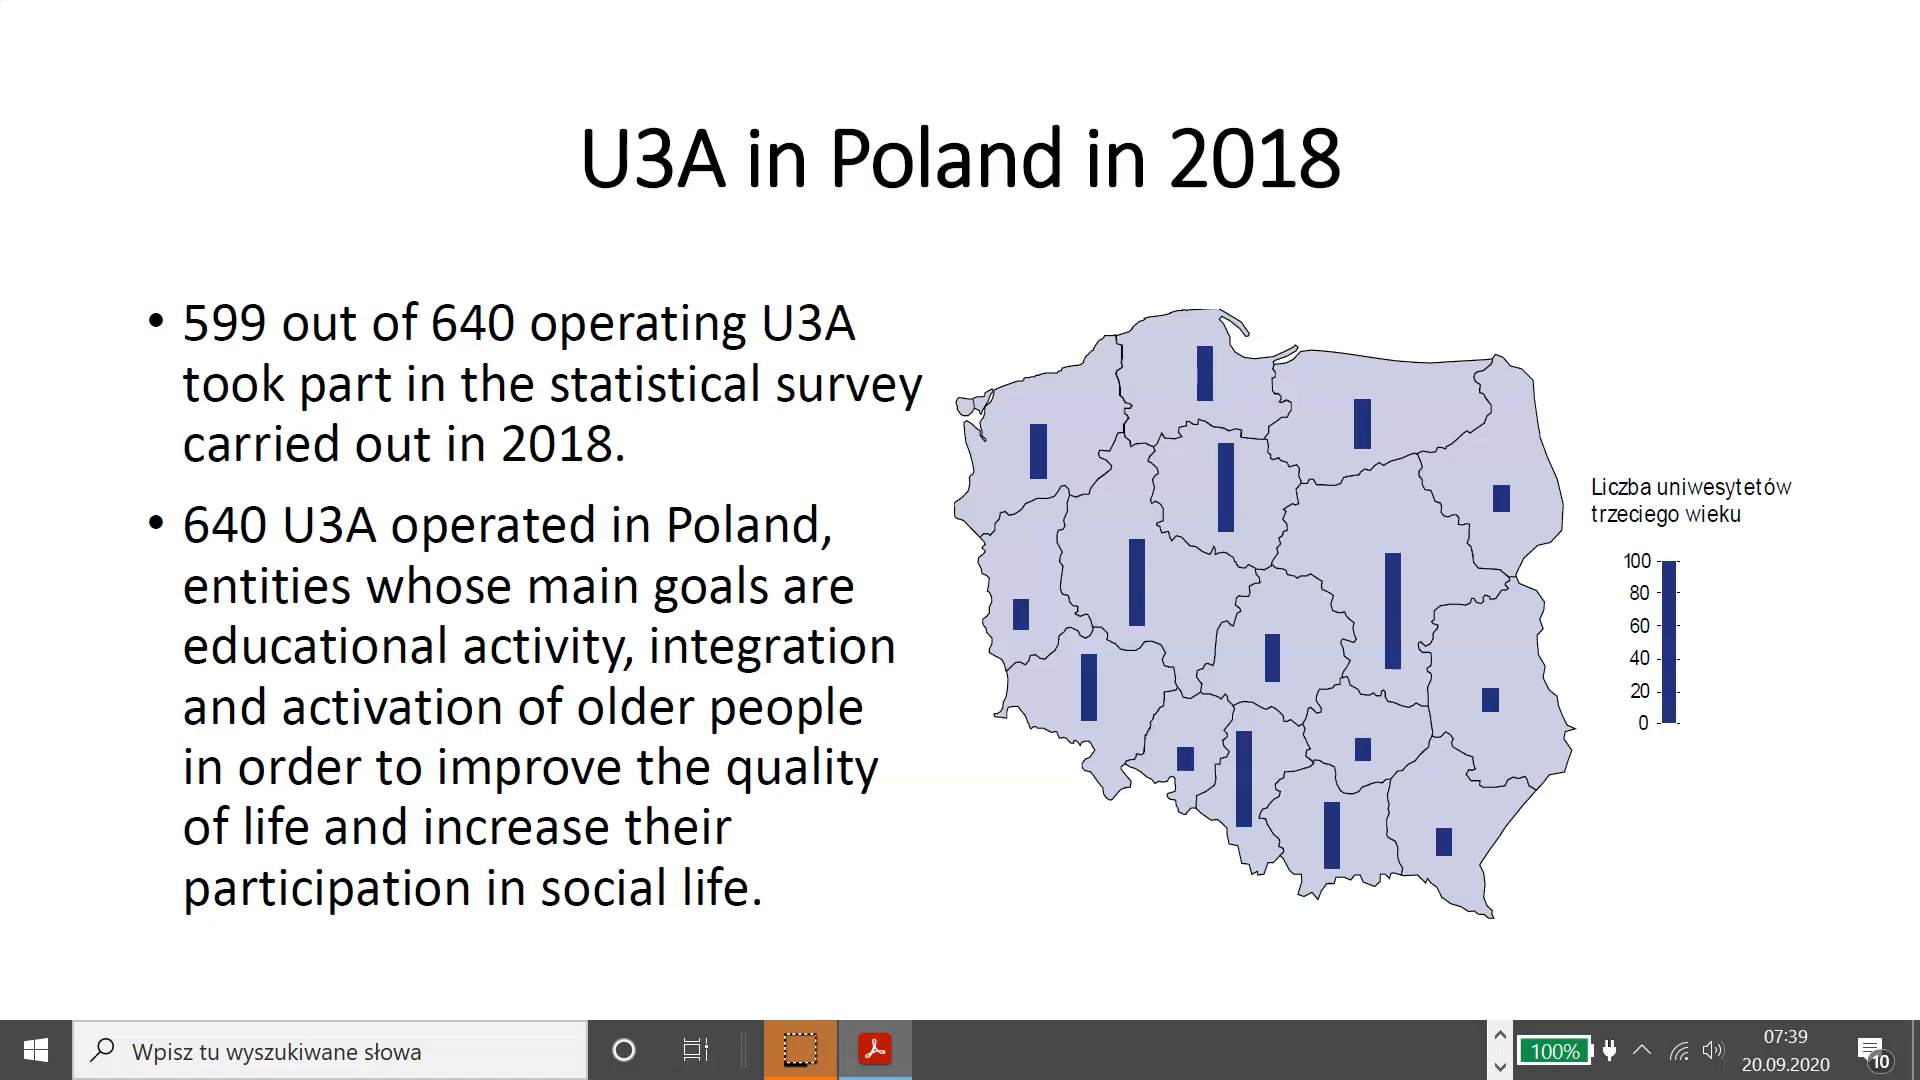 U3A in Poland in 2018
• 599 out of 640 operating U3A
took part in the statistical survey
carried out in 2018.
• 640 U3A operated in Poland,
entities whose main goals are
educational activity, integration
and activation of older people
in order to improve the quality
of life and increase their
participation in social life.
Liczba uniwesytetów
trzeciego wieku
100
80
60
40
20
0
Wpisz tu wyszukiwane słowa
100%
07:39
20.09.2020
10